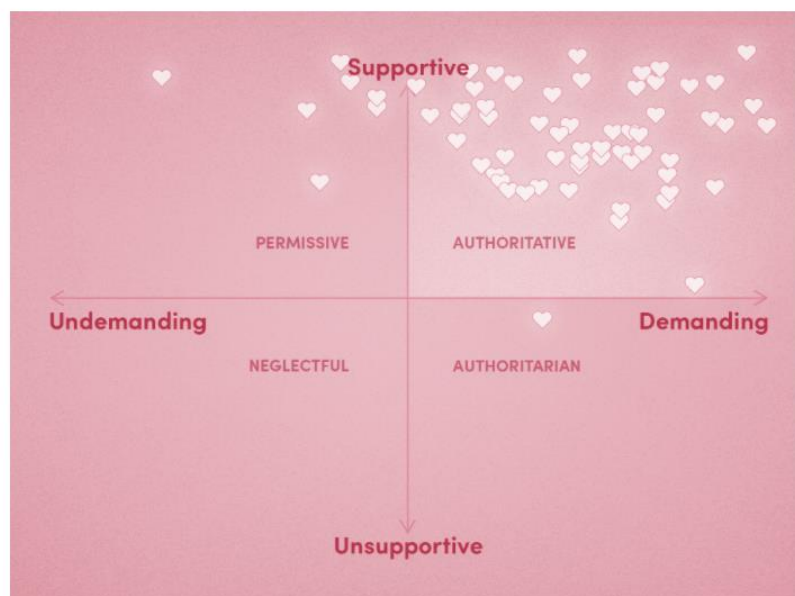 Supportive
PERMISSIVE
AUTHORITATIVE
Undemanding
Demanding
NEGLECTFUL
AUTHORITARIAN
Unsupportive